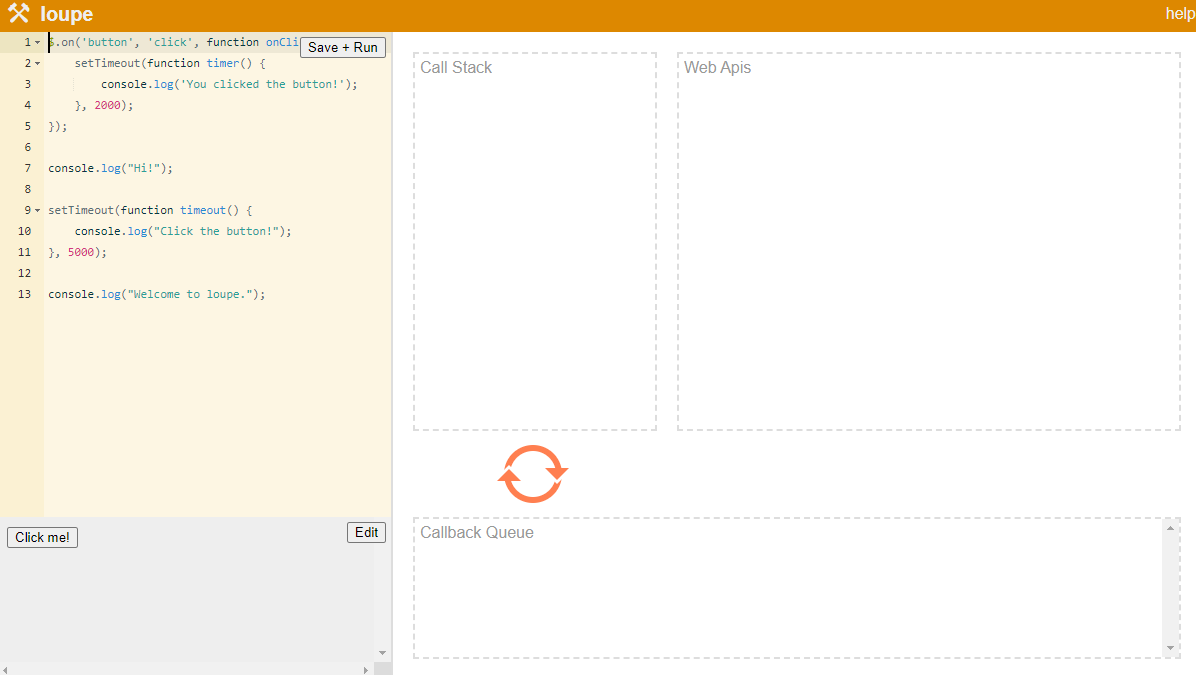 loupe
help
1 $.on('button', 'click', function onCli
Save + Run
2     setTimeout(function timer() {
3         console.log('You clicked the button!');
4     }, 2000);
5 });
6
7 console.log("Hi!");
8
9 setTimeout(function timeout() {
10     console.log("Click the button!");
11 }, 5000);
12
13 console.log("Welcome to loupe.");
Click me!
Edit
Call Stack
Web Apis
Callback Queue